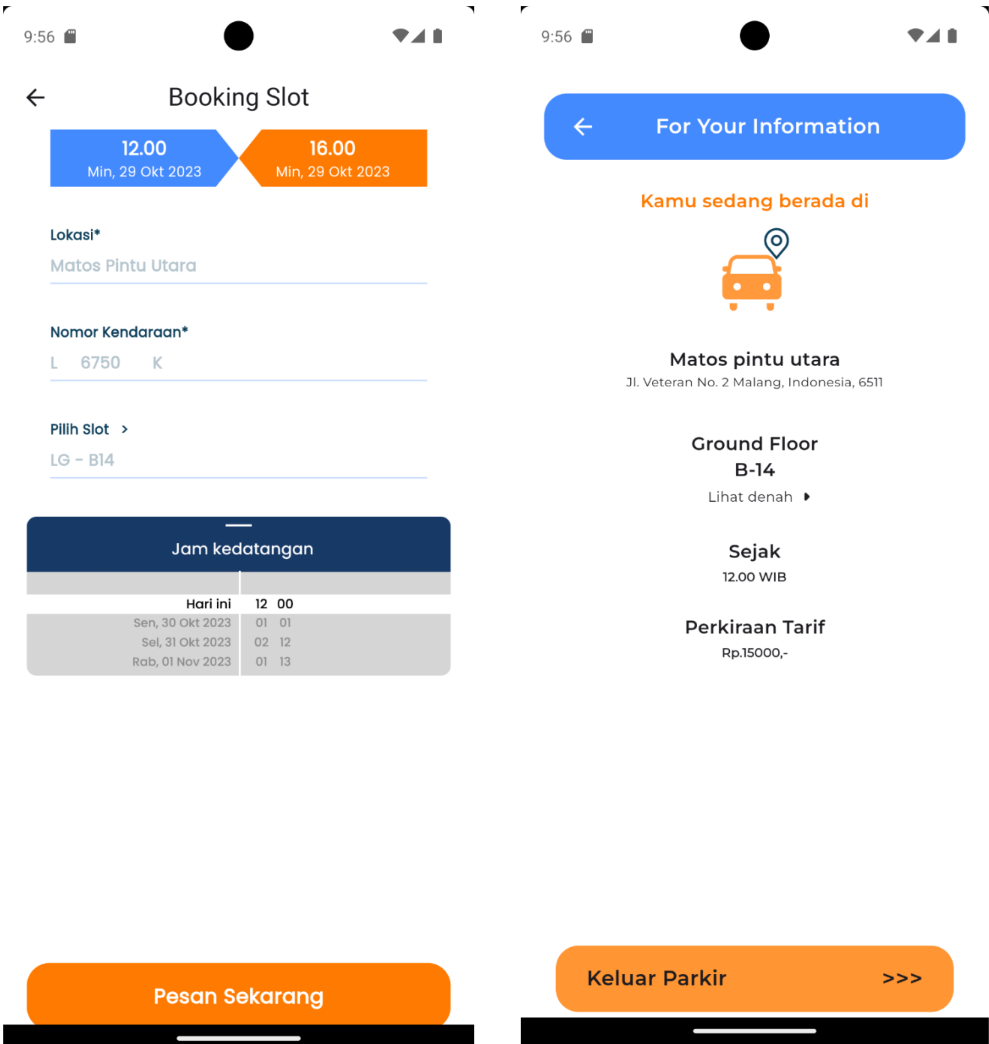 9:56
Booking Slot
12.00
Min, 29 Okt 2023
16.00
Min, 29 Okt 2023
Lokasi*
Matos Pintu Utara
Nomor Kendaraan*
L 6750 K
Pilih Slot >
LG - B14
Jam kedatangan
Hari ini 12 00
Sen, 30 Okt 2023 01 01
Sel, 31 Okt 2023 02 12
Rab, 01 Nov 2023 01 13
Pesan Sekarang
9:56
For Your Information
Kamu sedang berada di
Matos pintu utara
Jl. Veteran No. 2 Malang, Indonesia, 6511
Ground Floor
B-14
Lihat denah
Sejak
12.00 WIB
Perkiraan Tarif
Rp.15000,-
Keluar Parkir >>>